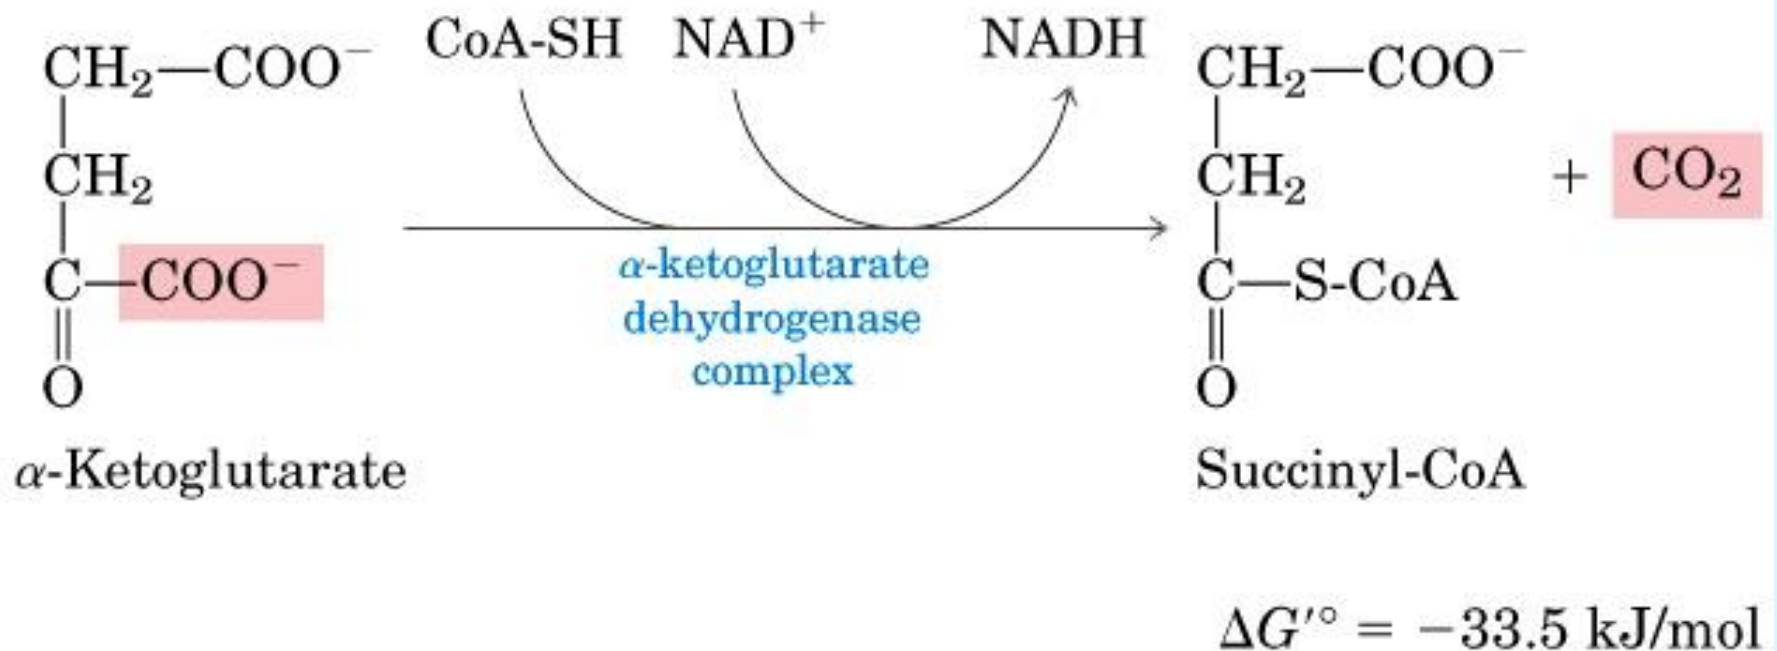 CoA-SH NAD⁺ NADH
CH₂—COO⁻
CH₂
C—COO⁻
O
α-Ketoglutarate
α-ketoglutarate
dehydrogenase
complex
CH₂—COO⁻
CH₂
C—S-CoA
O
Succinyl-CoA
+ CO₂
ΔG′° = −33.5 kJ/mol